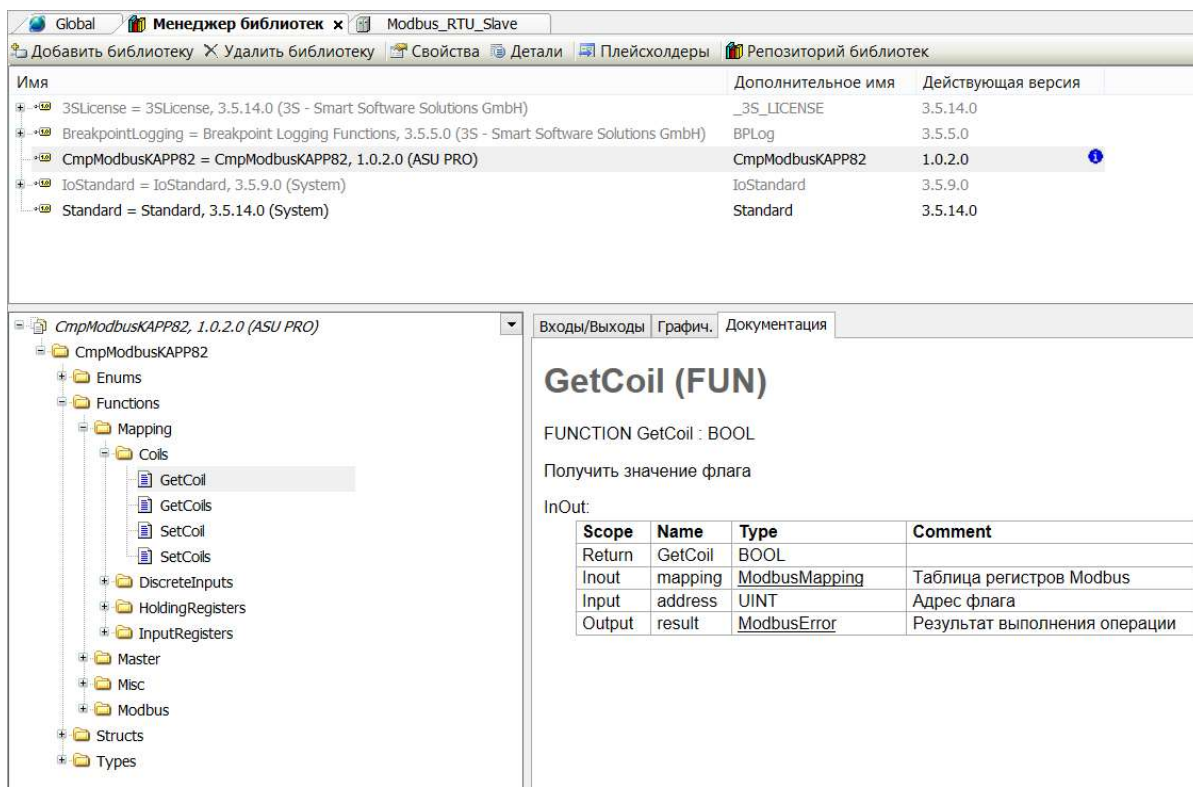 Global Менеджер библиотек x Modbus_RTU_Slave
Добавить библиотеку Удалить библиотеку Свойства Детали Плейсхолдеры Репозиторий библиотек
Имя Дополнительное имя Действующая версия
3SLicense = 3SLicense, 3.5.14.0 (3S - Smart Software Solutions GmbH) _3S_LICENSE 3.5.14.0
BreakpointLogging = Breakpoint Logging Functions, 3.5.5.0 (3S - Smart Software Solutions GmbH) BPLog 3.5.5.0
CmpModbusKAPP82 = CmpModbusKAPP82, 1.0.2.0 (ASU PRO) CmpModbusKAPP82 1.0.2.0
IoStandard = IoStandard, 3.5.9.0 (System) IoStandard 3.5.9.0
Standard = Standard, 3.5.14.0 (System) Standard 3.5.14.0
CmpModbusKAPP82, 1.0.2.0 (ASU PRO)
CmpModbusKAPP82
Enums
Functions
Mapping
Coils
GetCoil
GetCoils
SetCoil
SetCoils
DiscreteInputs
HoldingRegisters
InputRegisters
Master
Misc
Modbus
Structs
Types
Входы/Выходы Графич. Документация
GetCoil (FUN)
FUNCTION GetCoil : BOOL
Получить значение флага
InOut:
Scope Name Type Comment
Return GetCoil BOOL
Inout mapping ModbusMapping Таблица регистров Modbus
Input address UINT Адрес флага
Output result ModbusError Результат выполнения операции